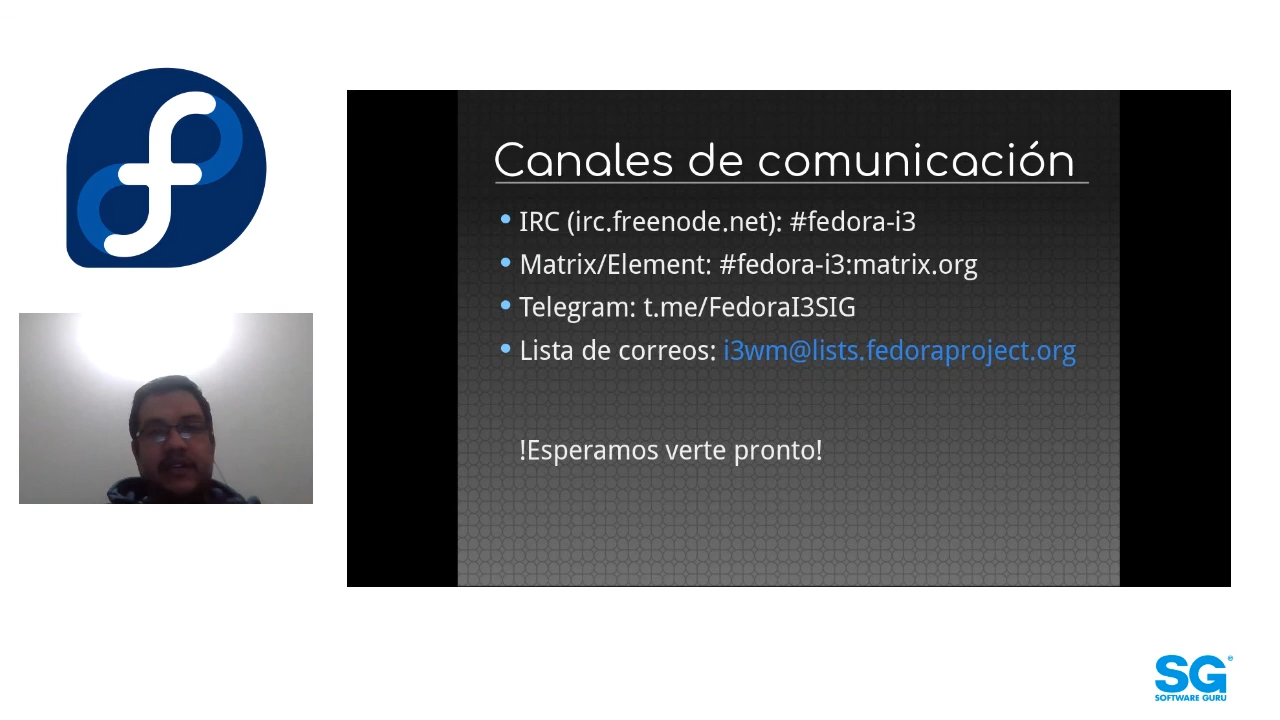 Canales de comunicación
IRC (irc.freenode.net): #fedora-i3
Matrix/Element: #fedora-i3:matrix.org
Telegram: t.me/FedoraI3SIG
Lista de correos: i3wm@lists.fedoraproject.org
!Esperamos verte pronto!
SG®
SOFTWARE GURU